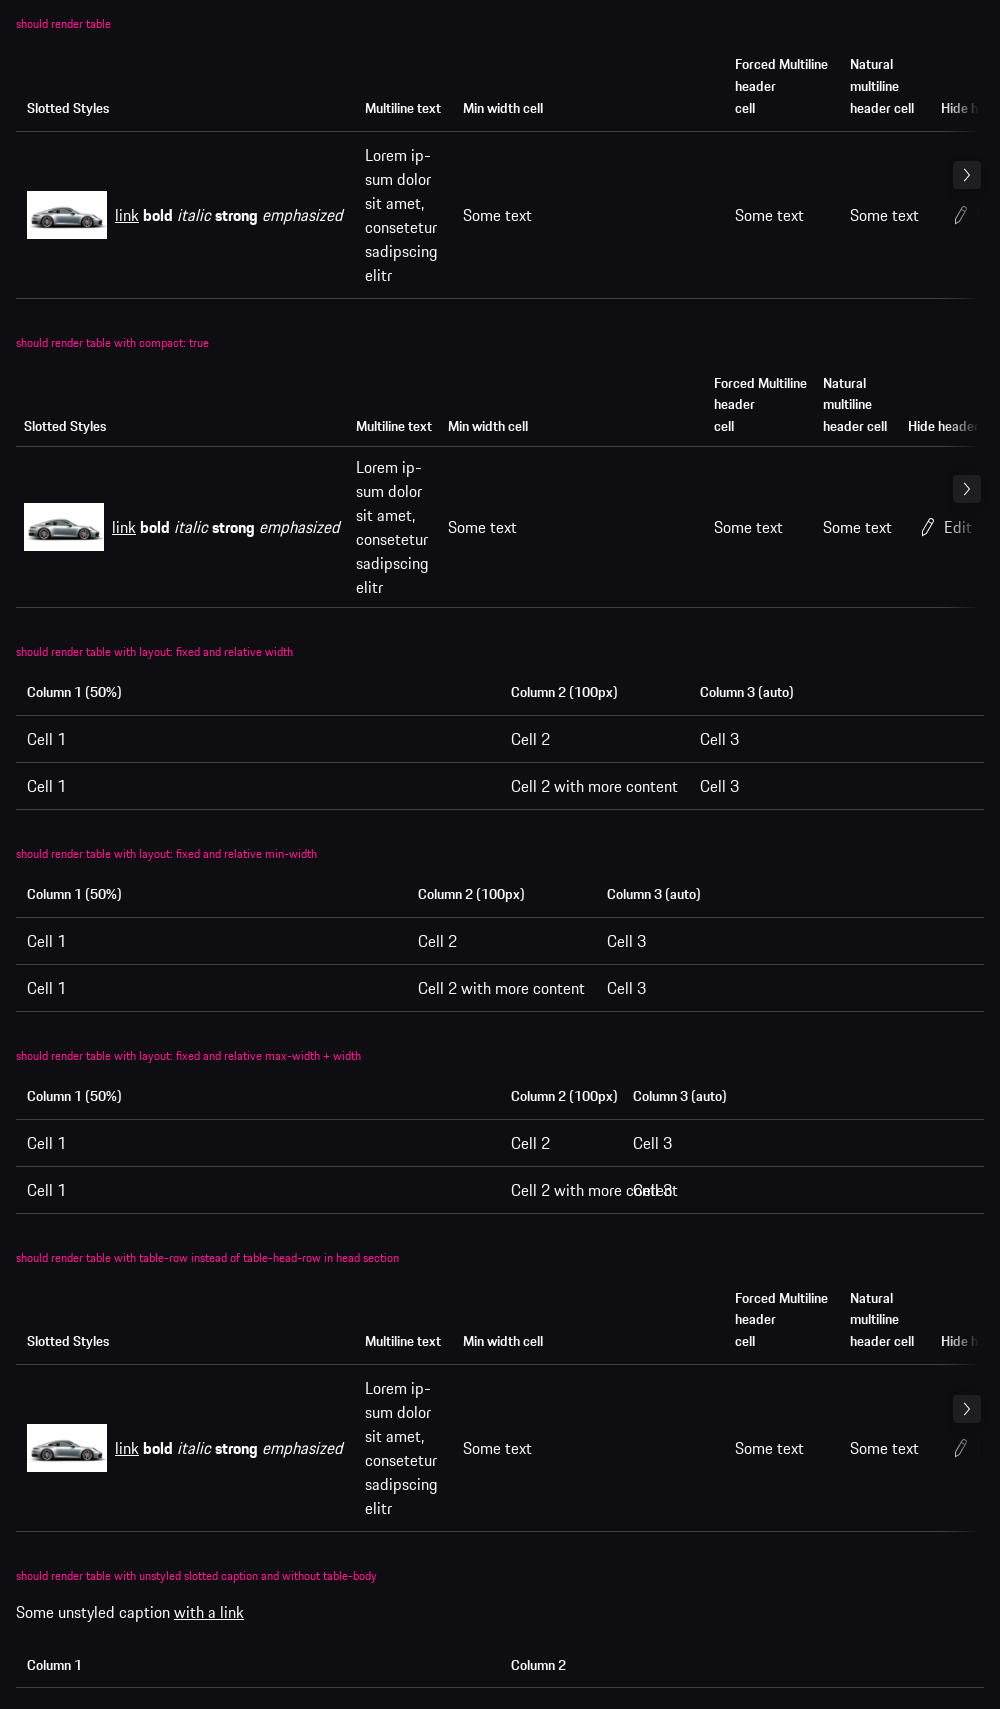 should render table
Slotted Styles
Multiline text
Min width cell
Forced Multiline
header
cell
Natural
multiline
header cell
Hide h
link bold italic strong emphasized
Lorem ip-
sum dolor
sit amet,
consetetur
sadipscing
elitr
Some text
Some text
Some text
should render table with compact: true
Slotted Styles
Multiline text
Min width cell
Forced Multiline
header
cell
Natural
multiline
header cell
Hide header
link bold italic strong emphasized
Lorem ip-
sum dolor
sit amet,
consetetur
sadipscing
elitr
Some text
Some text
Some text
Edit
should render table with layout: fixed and relative width
Column 1 (50%)
Column 2 (100px)
Column 3 (auto)
Cell 1
Cell 2
Cell 3
Cell 1
Cell 2 with more content
Cell 3
should render table with layout: fixed and relative min-width
Column 1 (50%)
Column 2 (100px)
Column 3 (auto)
Cell 1
Cell 2
Cell 3
Cell 1
Cell 2 with more content
Cell 3
should render table with layout: fixed and relative max-width + width
Column 1 (50%)
Column 2 (100px)
Column 3 (auto)
Cell 1
Cell 2
Cell 3
Cell 1
Cell 2 with more content
Cell 3
should render table with table-row instead of table-head-row in head section
Slotted Styles
Multiline text
Min width cell
Forced Multiline
header
cell
Natural
multiline
header cell
Hide h
link bold italic strong emphasized
Lorem ip-
sum dolor
sit amet,
consetetur
sadipscing
elitr
Some text
Some text
Some text
should render table with unstyled slotted caption and without table-body
Some unstyled caption with a link
Column 1
Column 2